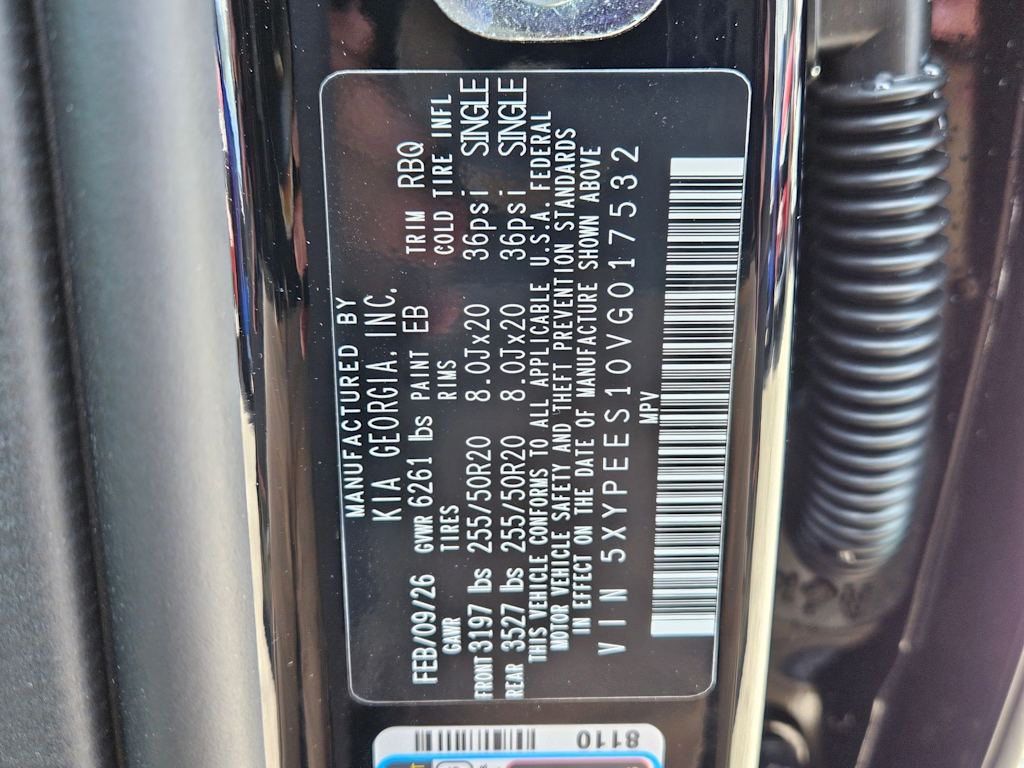 MANUFACTURED BY
KIA GEORGIA, INC.
FEB/09/26 GVWR 6261 lbs PAINT EB TRIM RBQ
GAWR TIRES RIMS COLD TIRE INFL
FRONT 3197 lbs 255/50R20 8.0Jx20 36psi SINGLE
REAR 3527 lbs 255/50R20 8.0Jx20 36psi SINGLE
THIS VEHICLE CONFORMS TO ALL APPLICABLE U.S.A. FEDERAL
MOTOR VEHICLE SAFETY AND THEFT PREVENTION STANDARDS
IN EFFECT ON THE DATE OF MANUFACTURE SHOWN ABOVE
VIN 5XYPEES10VG017532
MPV
8110